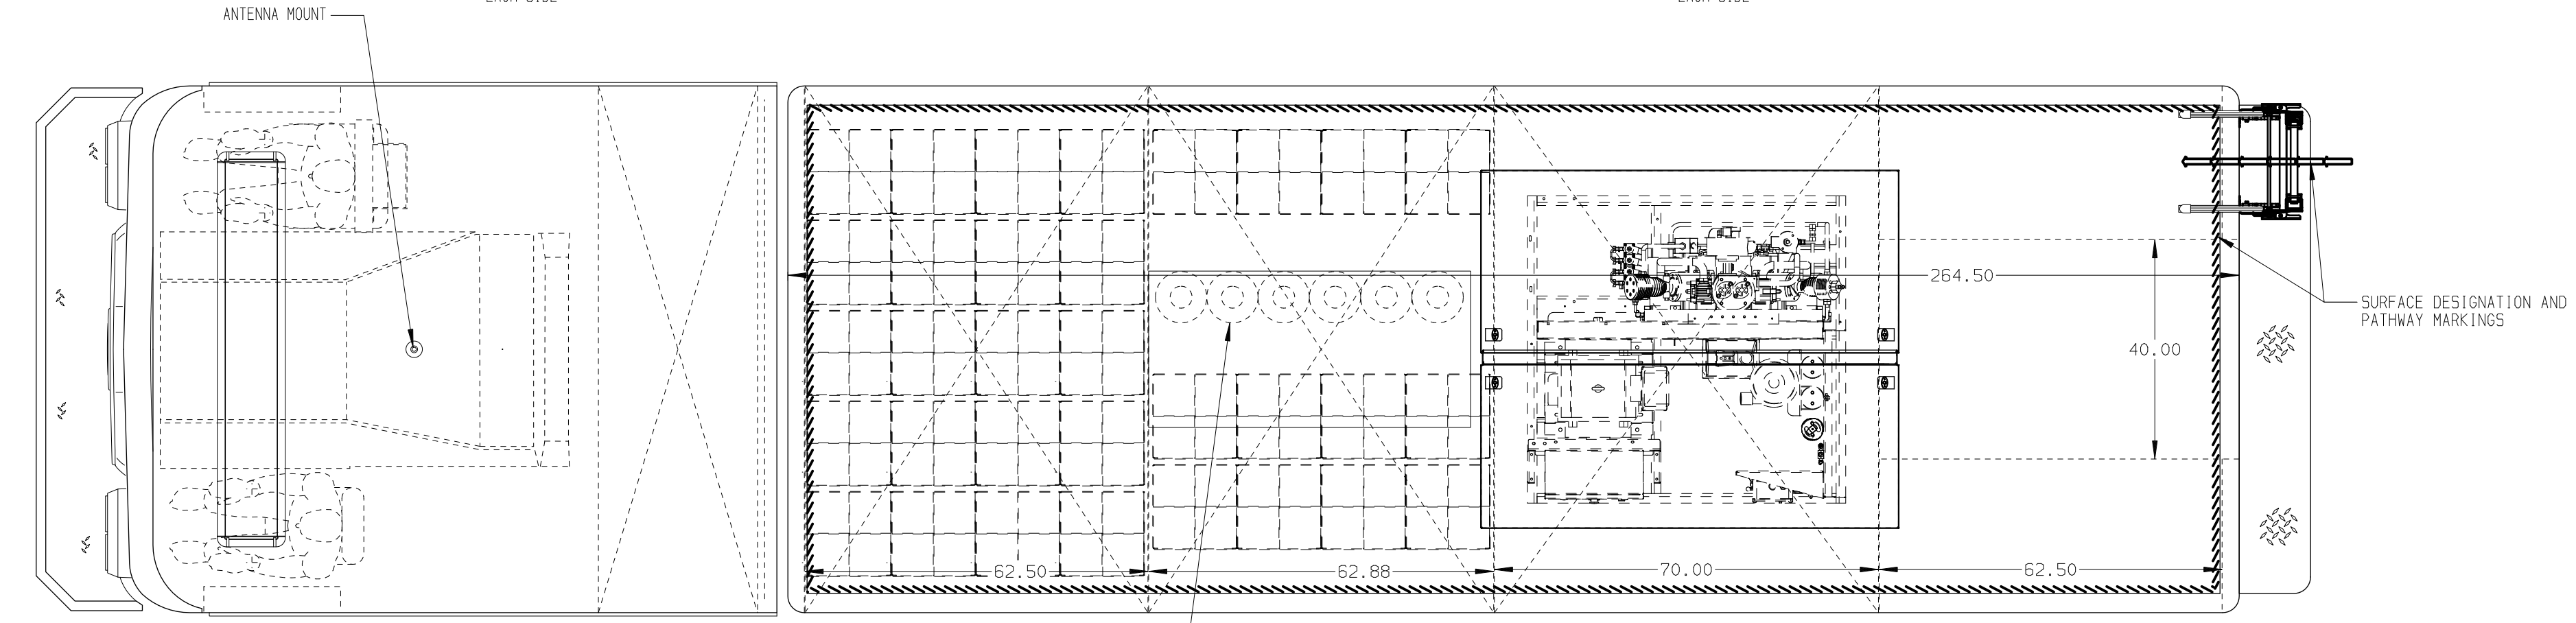 ANTENNA MOUNT
264.50
SURFACE DESIGNATION AND
PATHWAY MARKINGS
40.00
62.50
62.88
70.00
62.50